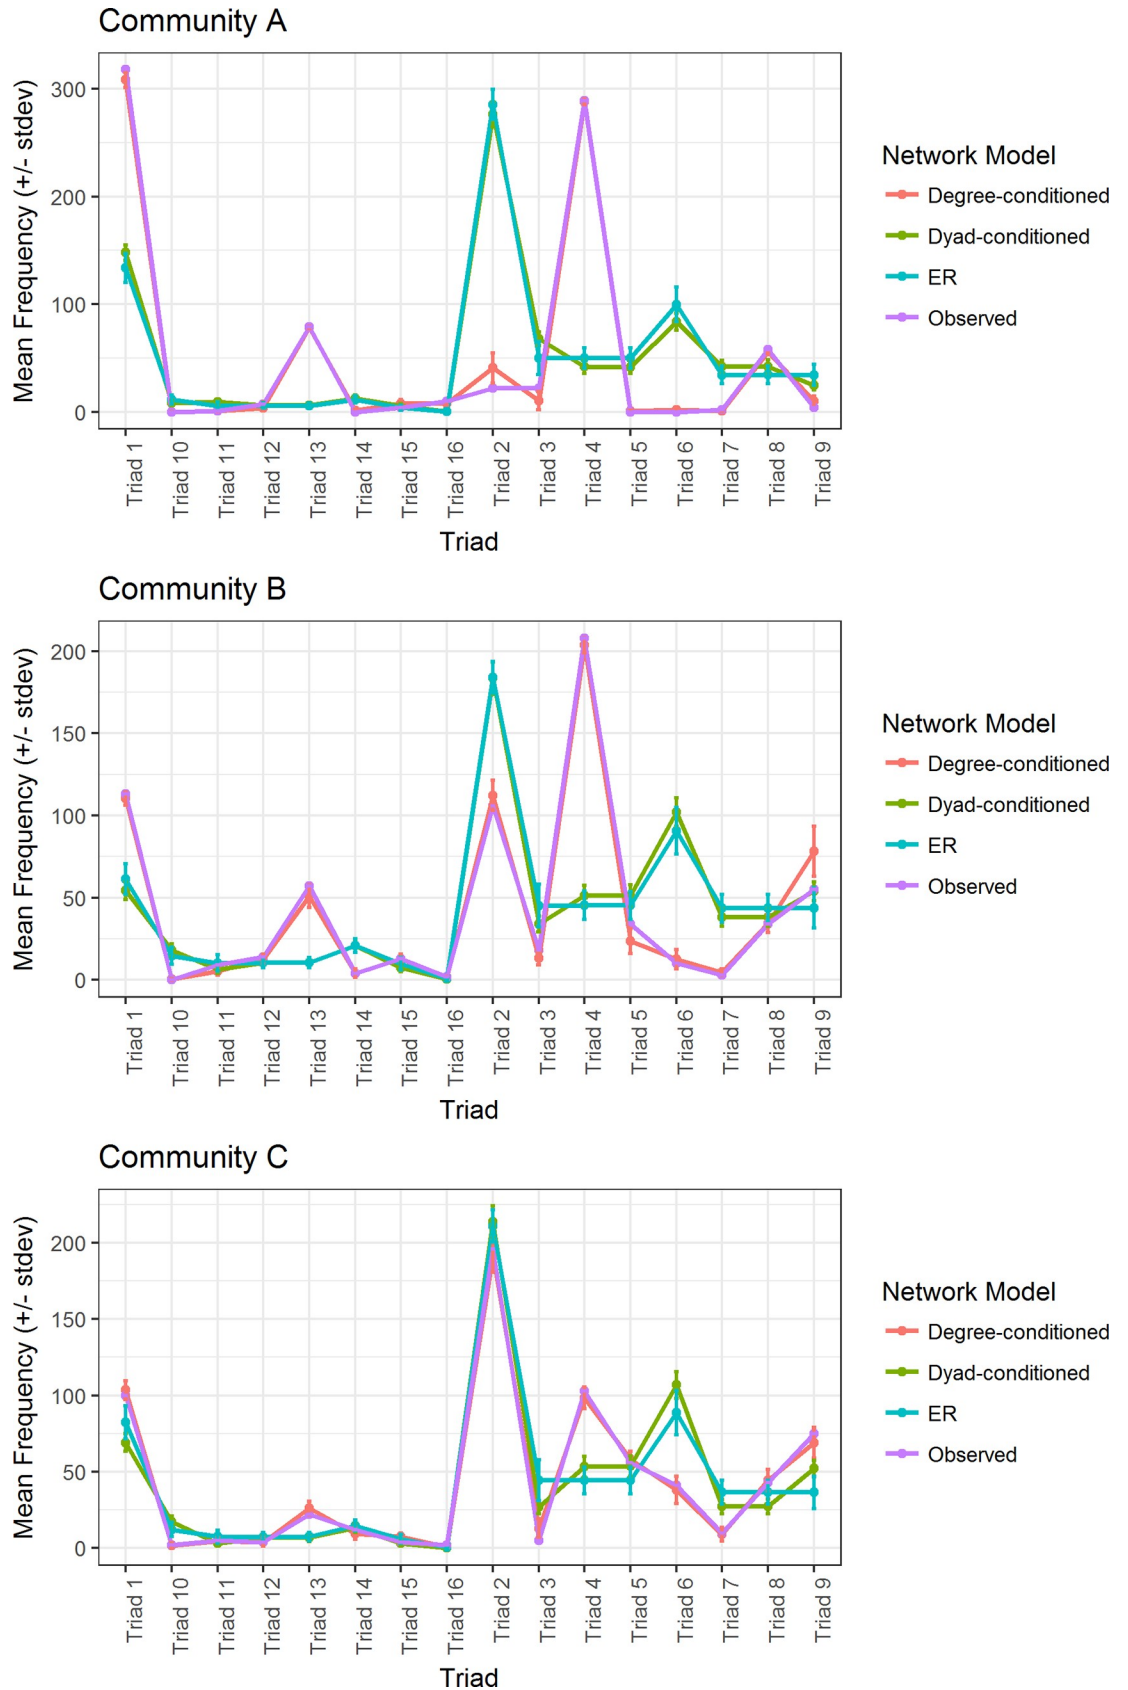 Community A
Mean Frequency (+/- stdev)
300
200
100
0
Triad 1
Triad 10
Triad 11
Triad 12
Triad 13
Triad 14
Triad 15
Triad 16
Triad 2
Triad 3
Triad 4
Triad 5
Triad 6
Triad 7
Triad 8
Triad 9
Triad
Network Model
Degree-conditioned
Dyad-conditioned
ER
Observed
Community B
Mean Frequency (+/- stdev)
200
150
100
50
0
Triad 1
Triad 10
Triad 11
Triad 12
Triad 13
Triad 14
Triad 15
Triad 16
Triad 2
Triad 3
Triad 4
Triad 5
Triad 6
Triad 7
Triad 8
Triad 9
Triad
Network Model
Degree-conditioned
Dyad-conditioned
ER
Observed
Community C
Mean Frequency (+/- stdev)
200
150
100
50
0
Triad 1
Triad 10
Triad 11
Triad 12
Triad 13
Triad 14
Triad 15
Triad 16
Triad 2
Triad 3
Triad 4
Triad 5
Triad 6
Triad 7
Triad 8
Triad 9
Triad
Network Model
Degree-conditioned
Dyad-conditioned
ER
Observed